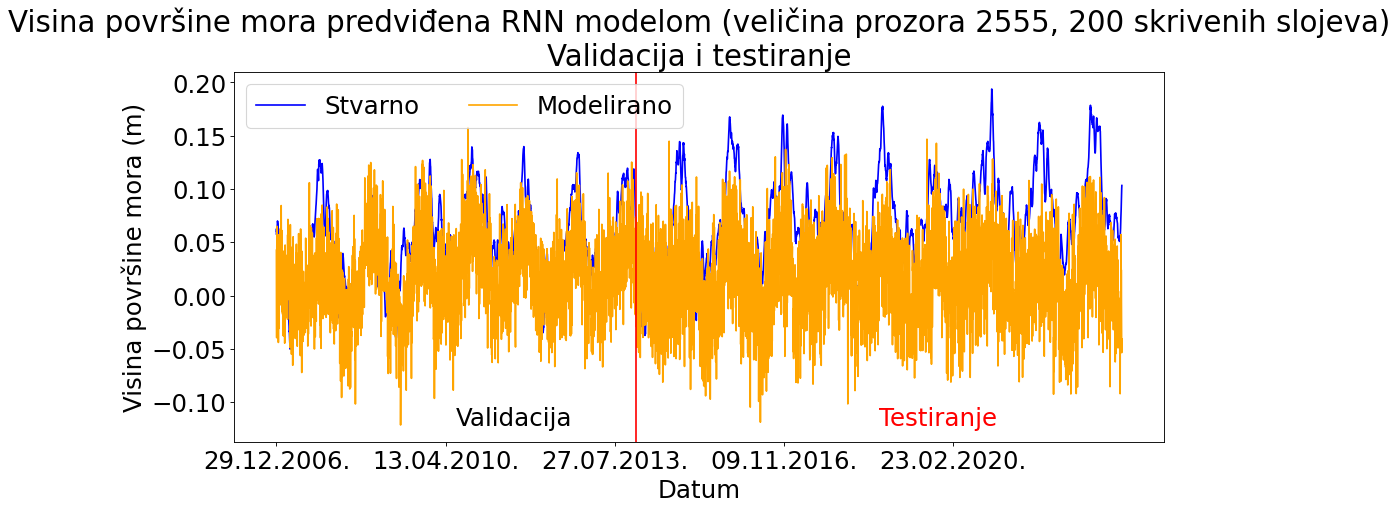 Visina površine mora predviđena RNN modelom (veličina prozora 2555, 200 skrivenih slojeva)
Validacija i testiranje
Stvarno
Modelirano
Visina površine mora (m)
0.20
0.15
0.10
0.05
0.00
−0.05
−0.10
Validacija
Testiranje
29.12.2006.
13.04.2010.
27.07.2013.
09.11.2016.
23.02.2020.
Datum